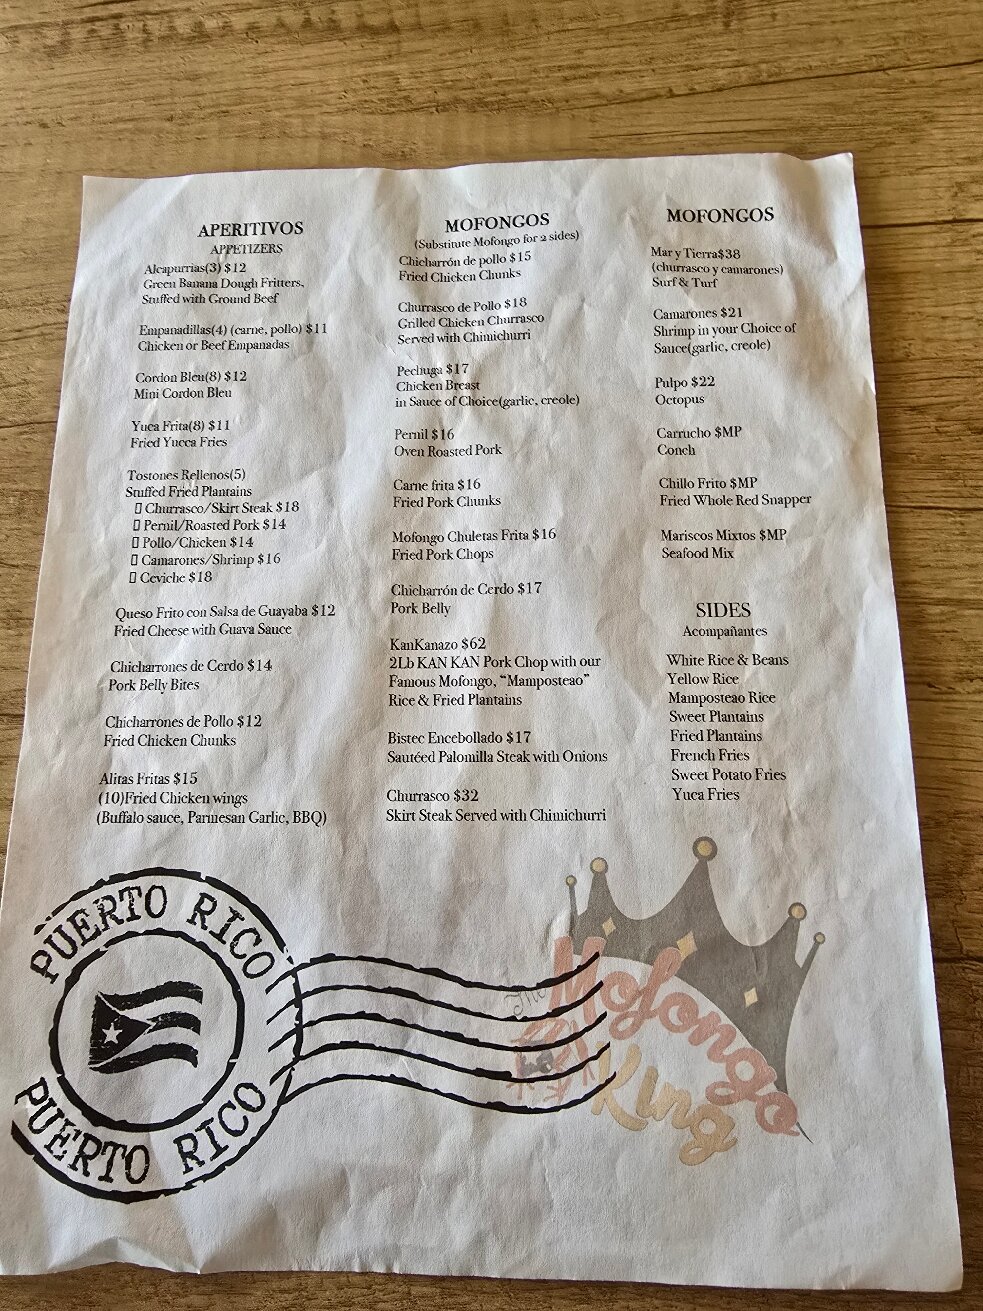 APERITIVOS
APPETIZERS
Alcapurrias(3) $12
Green Banana Dough Fritters,
Stuffed with Ground Beef
Empanadillas(4) (carne, pollo) $11
Chicken or Beef Empanadas
Cordon Bleu(8) $12
Mini Cordon Bleu
Yuca Frita(8) $11
Fried Yucca Fries
Tostones Rellenos(5)
Stuffed Fried Plantains
Churrasco/Skirt Steak $18
Pernil/Roasted Pork $14
Pollo/Chicken $14
Camarones/Shrimp $16
Ceviche $18
Queso Frito con Salsa de Guayaba $12
Fried Cheese with Guava Sauce
Chicharrones de Cerdo $14
Pork Belly Bites
Chicharrones de Pollo $12
Fried Chicken Chunks
Alitas Fritas $15
(10)Fried Chicken wings
(Buffalo sauce, Parmesan Garlic, BBQ)
MOFONGOS
(Substitute Mofongo for 2 sides)
Chicharrón de pollo $15
Fried Chicken Chunks
Churrasco de Pollo $18
Grilled Chicken Churrasco
Served with Chimichurri
Pechuga $17
Chicken Breast
in Sauce of Choice(garlic, creole)
Pernil $16
Oven Roasted Pork
Carne frita $16
Fried Pork Chunks
Mofongo Chuletas Frita $16
Fried Pork Chops
Chicharrón de Cerdo $17
Pork Belly
KanKanazo $62
2Lb KAN KAN Pork Chop with our
Famous Mofongo, “Mamposteao”
Rice & Fried Plantains
Bistec Encebollado $17
Sautéed Palomilla Steak with Onions
Churrasco $32
Skirt Steak Served with Chimichurri
MOFONGOS
Mar y Tierra$38
(churrasco y camarones)
Surf & Turf
Camarones $21
Shrimp in your Choice of
Sauce(garlic, creole)
Pulpo $22
Octopus
Carrucho $MP
Conch
Chillo Frito $MP
Fried Whole Red Snapper
Mariscos Mixtos $MP
Seafood Mix
SIDES
Acompañantes
White Rice & Beans
Yellow Rice
Mamposteao Rice
Sweet Plantains
Fried Plantains
French Fries
Sweet Potato Fries
Yuca Fries
PUERTO RICO
PUERTO RICO
The Mofongo
King